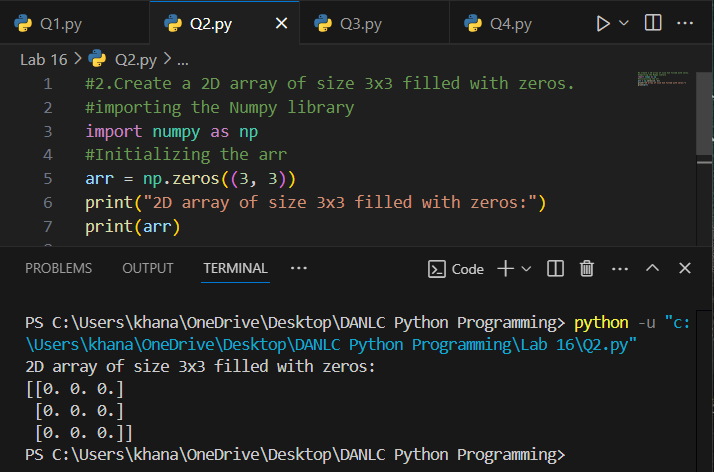 Q1.py Q2.py Q3.py Q4.py
Lab 16 > Q2.py > ...
1 #2.Create a 2D array of size 3x3 filled with zeros.
2 #importing the Numpy library
3 import numpy as np
4 #Initializing the arr
5 arr = np.zeros((3, 3))
6 print("2D array of size 3x3 filled with zeros:")
7 print(arr)
PROBLEMS OUTPUT TERMINAL ... Code
PS C:\Users\khana\OneDrive\Desktop\DANLC Python Programming> python -u "c:
\Users\khana\OneDrive\Desktop\DANLC Python Programming\Lab 16\Q2.py"
2D array of size 3x3 filled with zeros:
[[0. 0. 0.]
 [0. 0. 0.]
 [0. 0. 0.]]
PS C:\Users\khana\OneDrive\Desktop\DANLC Python Programming>